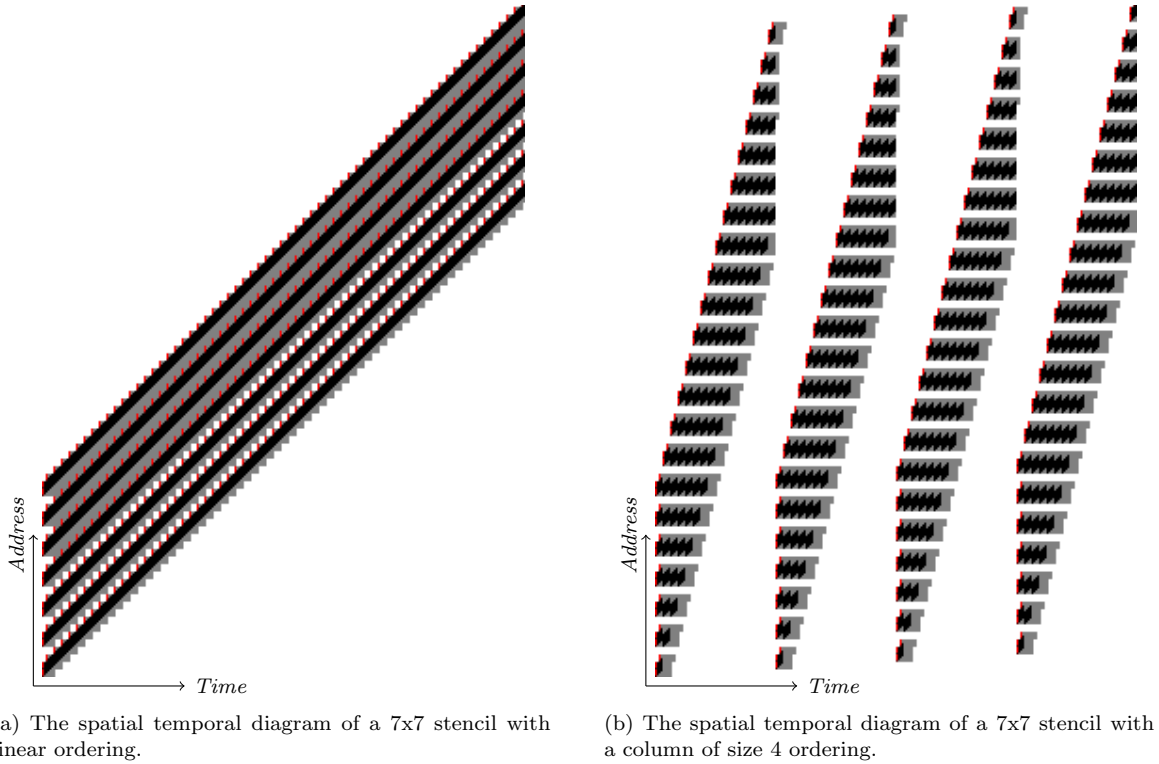 Address
Time
a) The spatial temporal diagram of a 7x7 stencil with
inear ordering.
Address
Time
(b) The spatial temporal diagram of a 7x7 stencil with
a column of size 4 ordering.